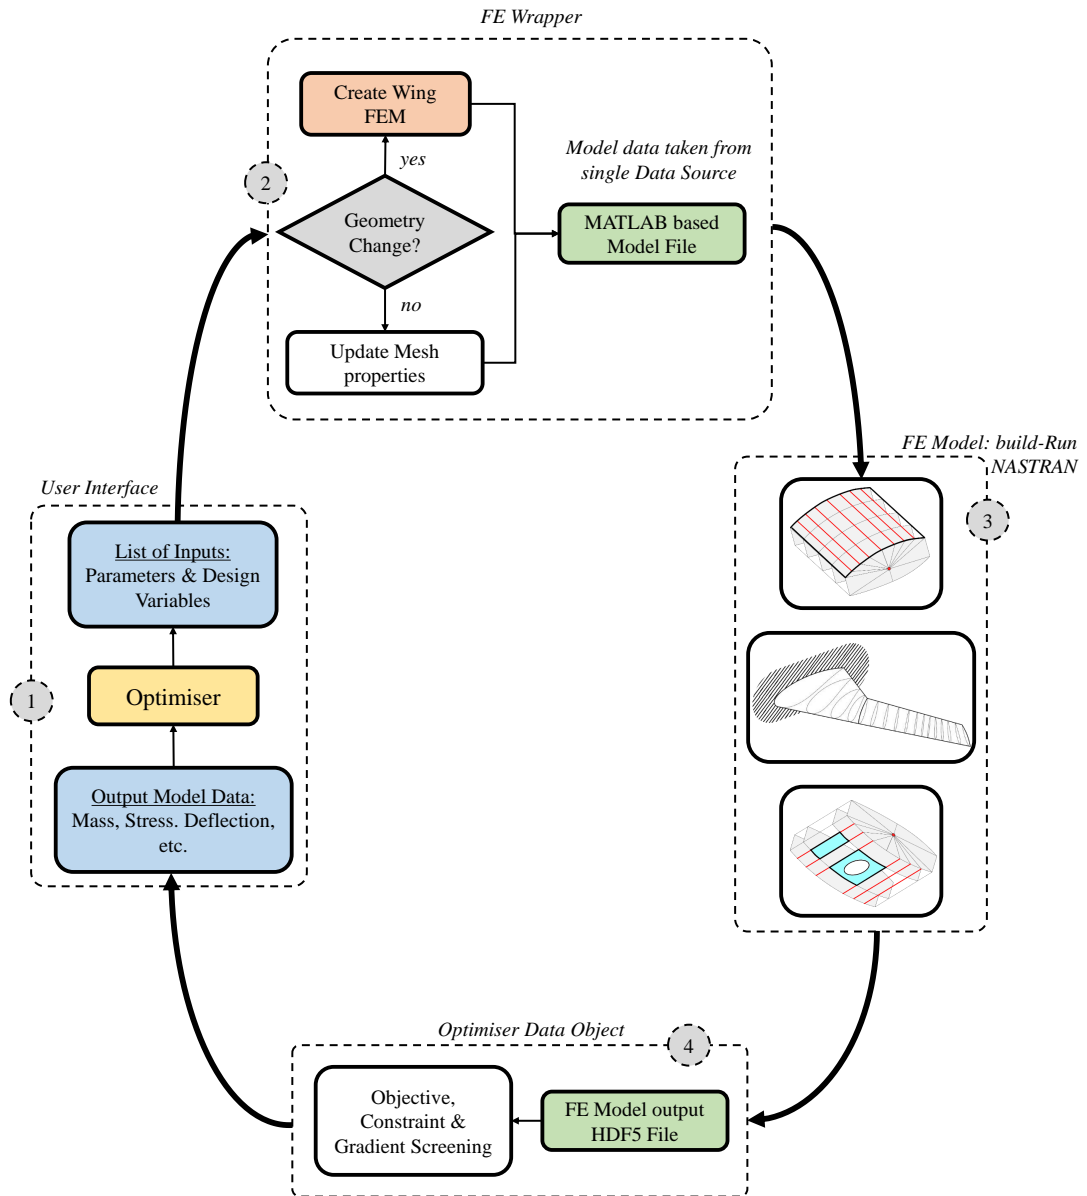 FE Wrapper
Create Wing
FEM
yes
Model data taken from
single Data Source
2
Geometry
Change?
MATLAB based
Model File
no
Update Mesh
properties
FE Model: build-Run
NASTRAN
3
User Interface
List of Inputs:
Parameters & Design
Variables
1
Optimiser
Output Model Data:
Mass, Stress. Deflection,
etc.
Optimiser Data Object
4
Objective,
Constraint &
Gradient Screening
FE Model output
HDF5 File